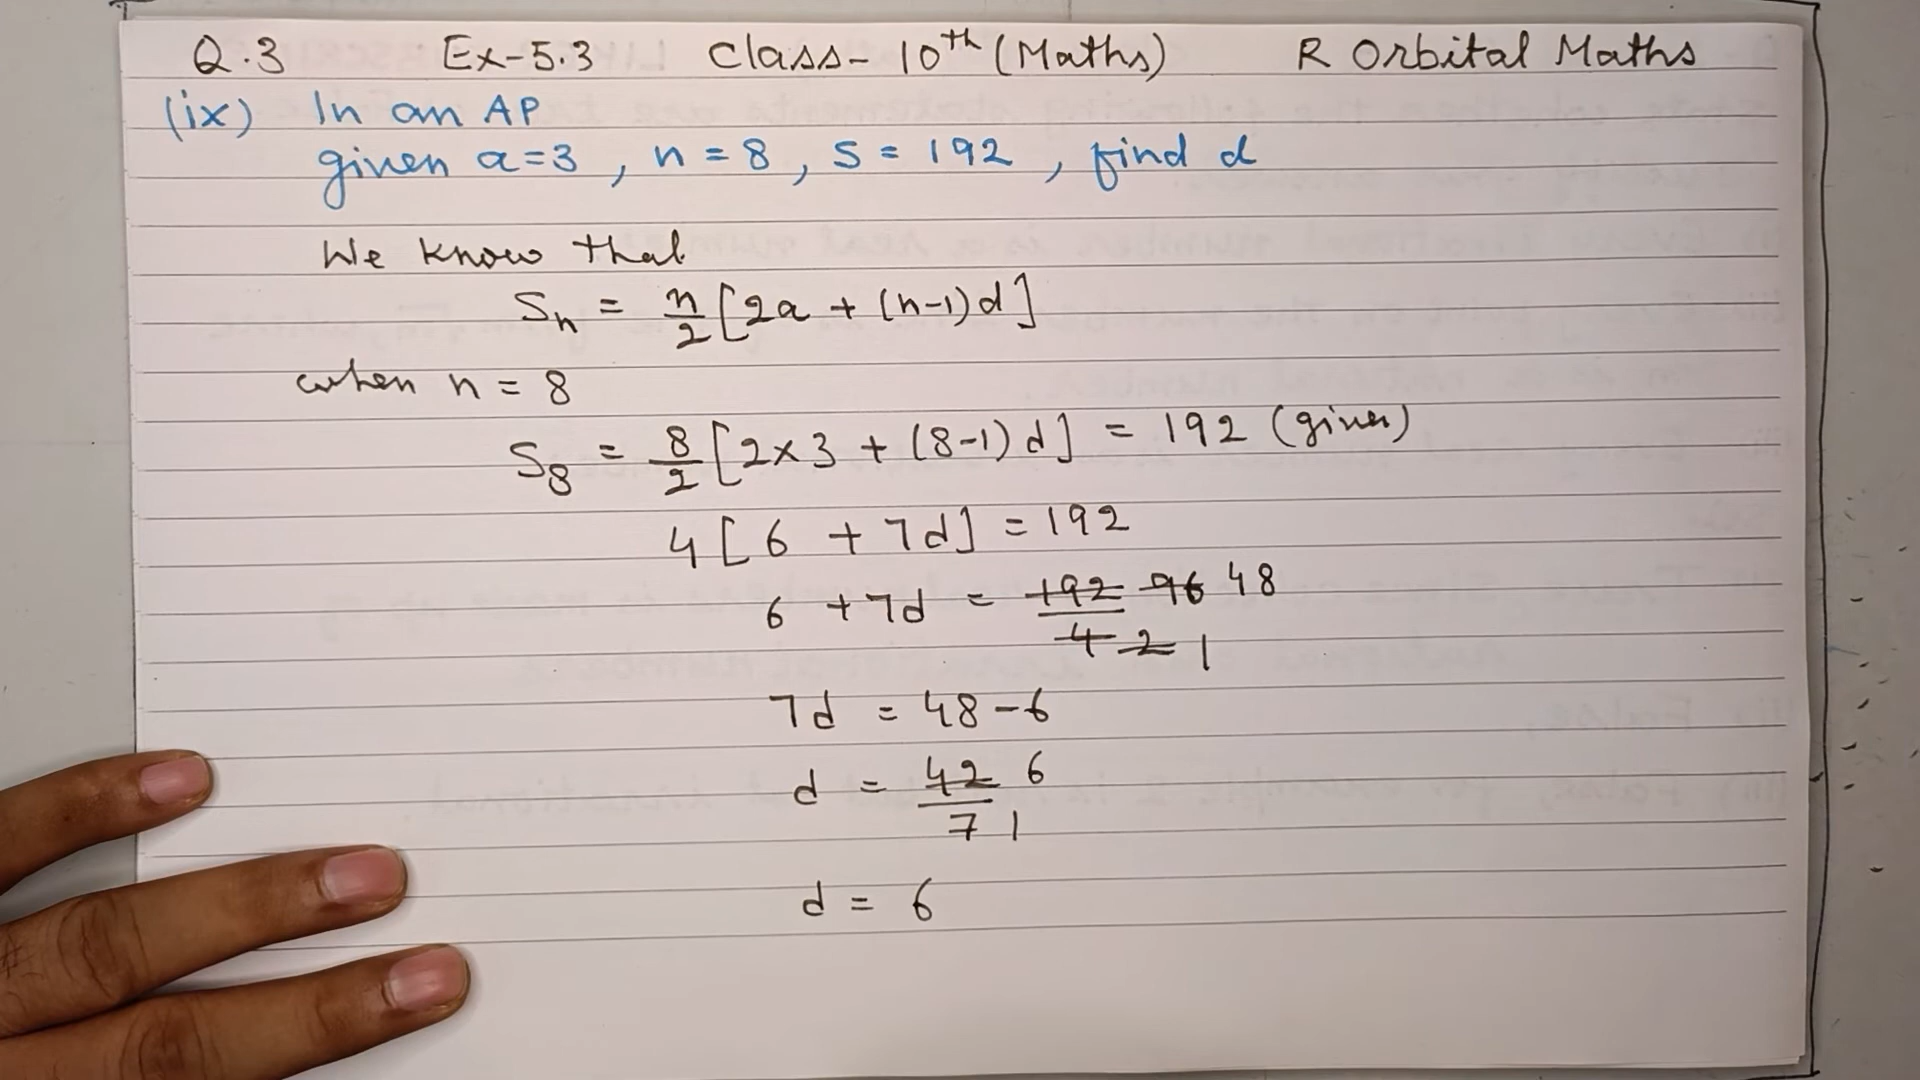 Q.3 Ex-5.3 Class-10th (Maths) R Orbital Maths
(ix) In an AP
given a=3, n=8, S=192, find d
We know that
Sn = n/2 [2a + (n-1)d]
when n = 8
S8 = 8/2 [2×3 + (8-1)d] = 192 (given)
4 [6 + 7d] = 192
6 + 7d = 192/4 96/2 48/1
7d = 48-6
d = 42/7 6/1
d = 6